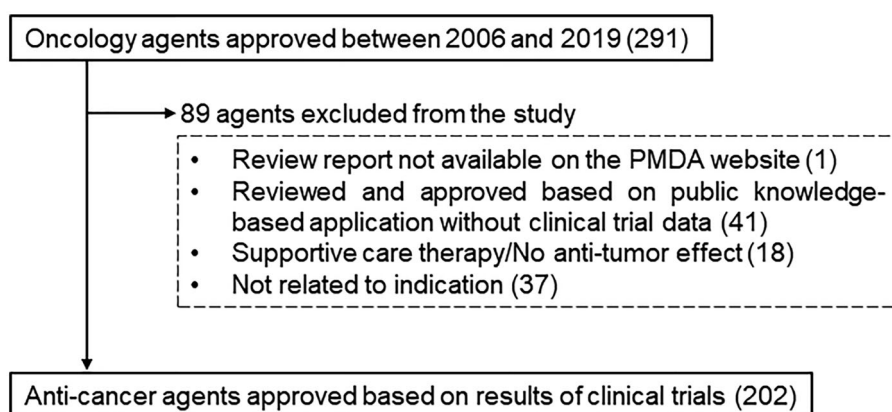 Oncology agents approved between 2006 and 2019 (291)
89 agents excluded from the study
• Review report not available on the PMDA website (1)
• Reviewed and approved based on public knowledge-
based application without clinical trial data (41)
• Supportive care therapy/No anti-tumor effect (18)
• Not related to indication (37)
Anti-cancer agents approved based on results of clinical trials (202)